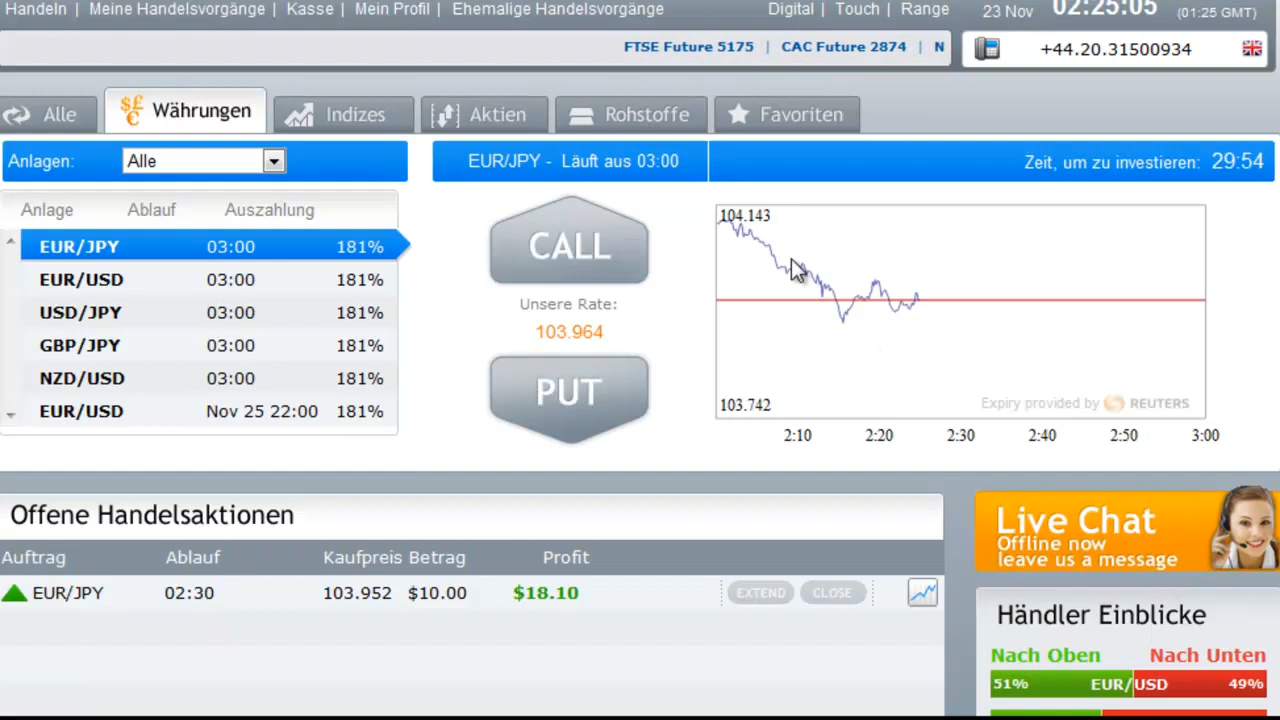 Handeln | Meine Handelsvorgänge | Kasse | Mein Profil | Ehemalige Handelsvorgänge Digital | Touch | Range 23 Nov 02:25:05 (01:25 GMT)
FTSE Future 5175 | CAC Future 2874 | N +44.20.31500934
Alle Währungen Indizes Aktien Rohstoffe Favoriten
Anlagen: Alle EUR/JPY - Läuft aus 03:00 Zeit, um zu investieren: 29:54
Anlage Ablauf Auszahlung
EUR/JPY 03:00 181%
EUR/USD 03:00 181%
USD/JPY 03:00 181%
GBP/JPY 03:00 181%
NZD/USD 03:00 181%
EUR/USD Nov 25 22:00 181%
CALL
Unsere Rate:
103.964
PUT
104.143
103.742
Expiry provided by REUTERS
2:10 2:20 2:30 2:40 2:50 3:00
Offene Handelsaktionen
Auftrag Ablauf Kaufpreis Betrag Profit
EUR/JPY 02:30 103.952 $10.00 $18.10 EXTEND CLOSE
Live Chat
Offline now
leave us a message
Händler Einblicke
Nach Oben Nach Unten
51% EUR/USD 49%